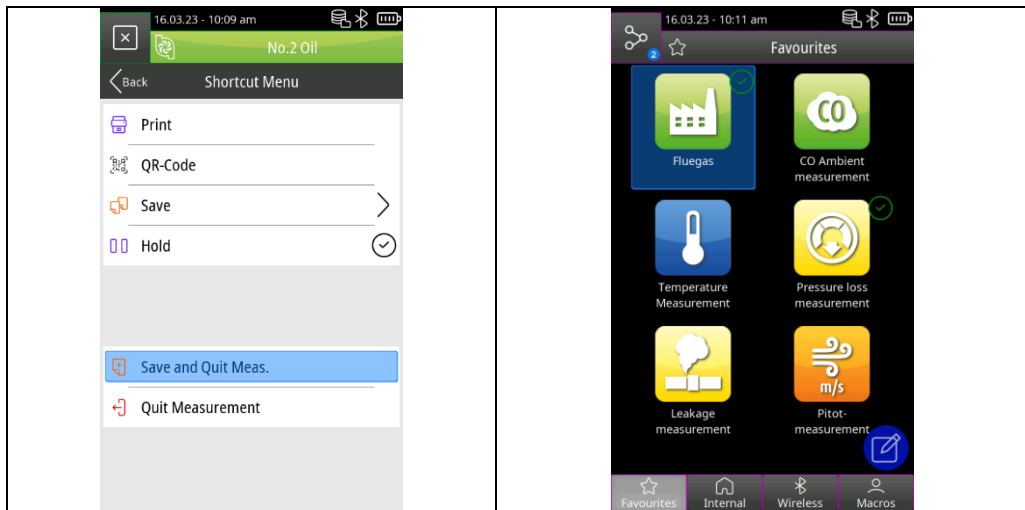 16.03.23 - 10:09 am
No.2 Oil
Back
Shortcut Menu
Print
QR-Code
Save
Hold
Save and Quit Meas.
Quit Measurement
16.03.23 - 10:11 am
2
Favourites
Fluegas
CO
CO Ambient
measurement
Temperature
Measurement
Pressure loss
measurement
Leakage
measurement
m/s
Pitot-
measurement
Favourites
Internal
Wireless
Macros